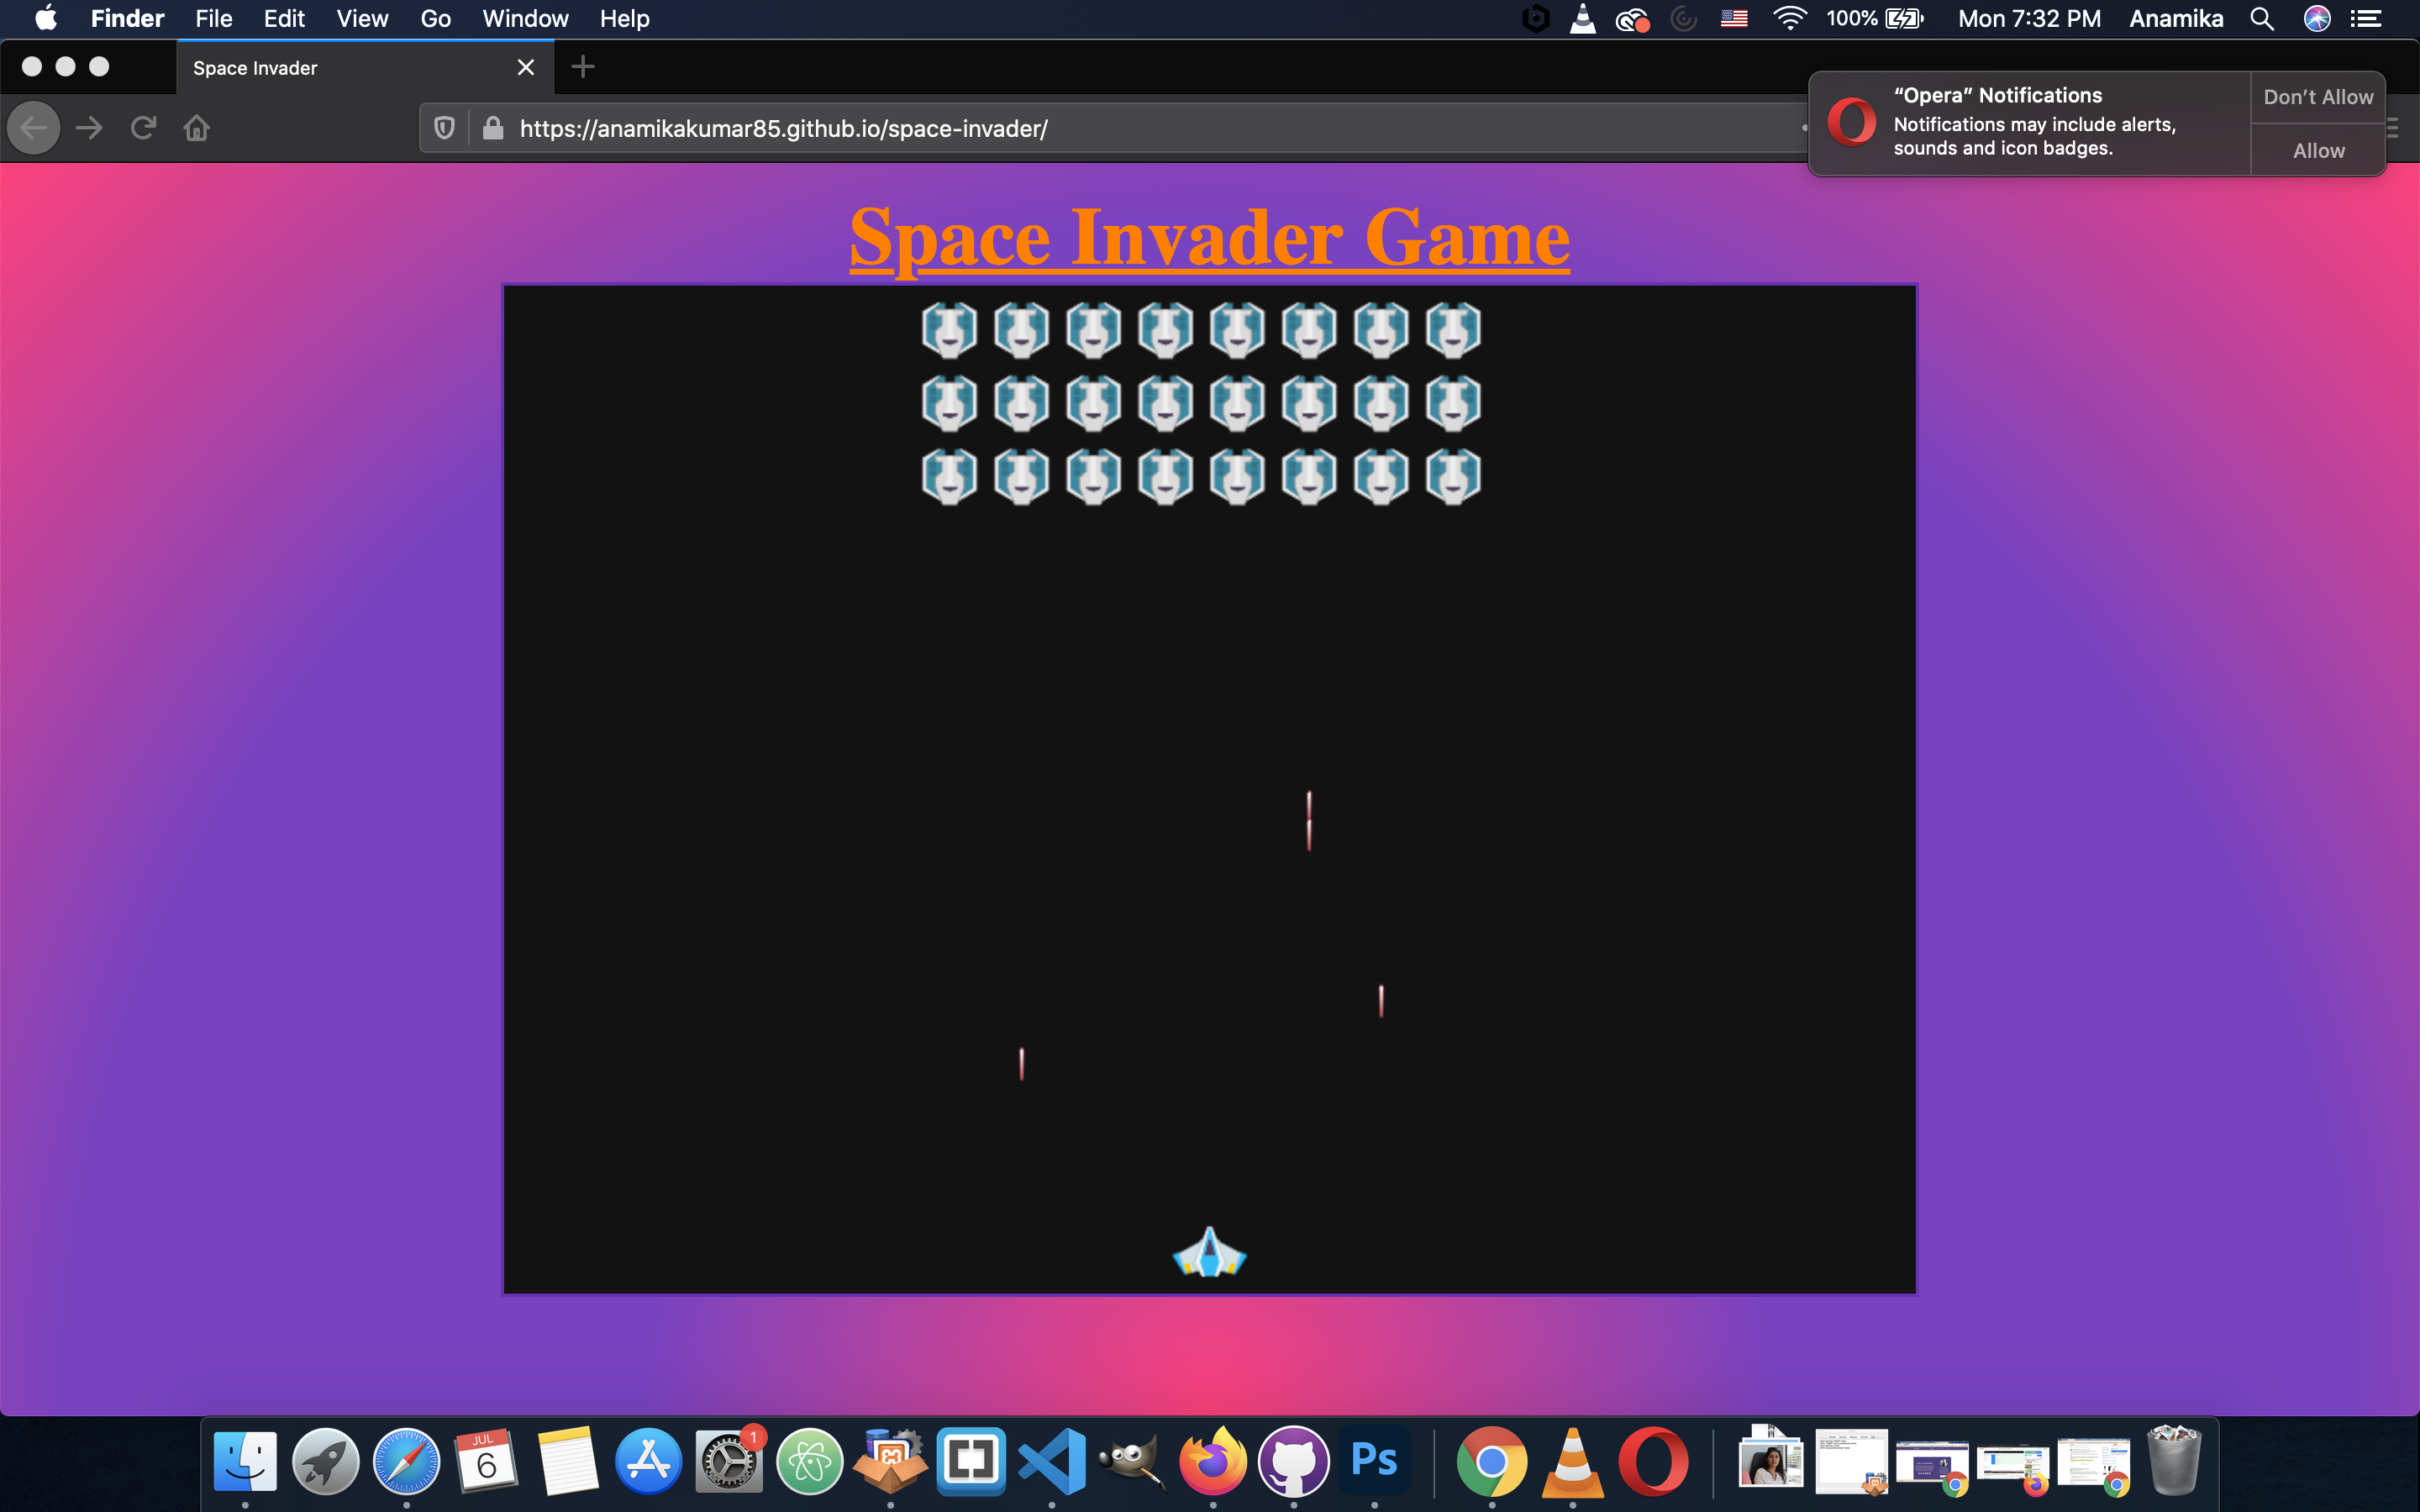 Finder File Edit View Go Window Help 100% Mon 7:32 PM Anamika
Space Invader
https://anamikakumar85.github.io/space-invader/
“Opera” Notifications
Notifications may include alerts,
sounds and icon badges.
Don’t Allow
Allow
Space Invader Game
JUL
6
1
Ps